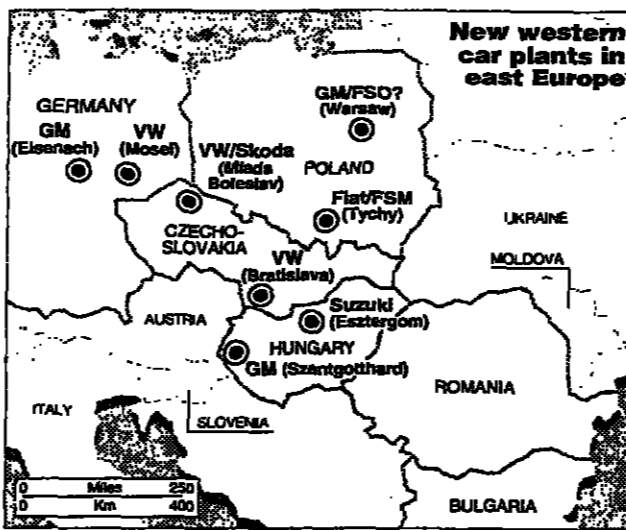 New western
car plants in
east Europe
GERMANY
GM
(Eisenach)
VW
(Mosel)
VW/Skoda
(Mlada
Boleslav)
GM/FSO?
(Warsaw)
POLAND
Fiat/FSM
(Tychy)
CZECHO-
SLOVAKIA
UKRAINE
MOLDOVA
VW
(Bratislava)
Suzuki
(Esztergom)
AUSTRIA
HUNGARY
GM (Szentgotthard)
ROMANIA
ITALY
SLOVENIA
BULGARIA
0 Miles 250
0 Km 400